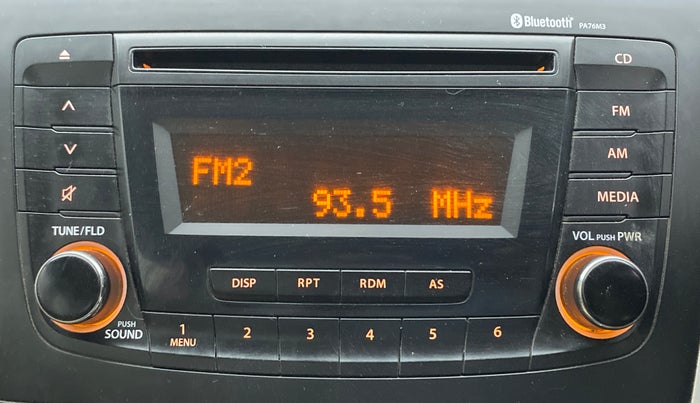 Bluetooth PA76M3
CD
FM
AM
MEDIA
FM2
93.5 MHz
TUNE/FLD
VOL PUSH PWR
DISP RPT RDM AS
PUSH
SOUND
1 2 3 4 5 6
MENU